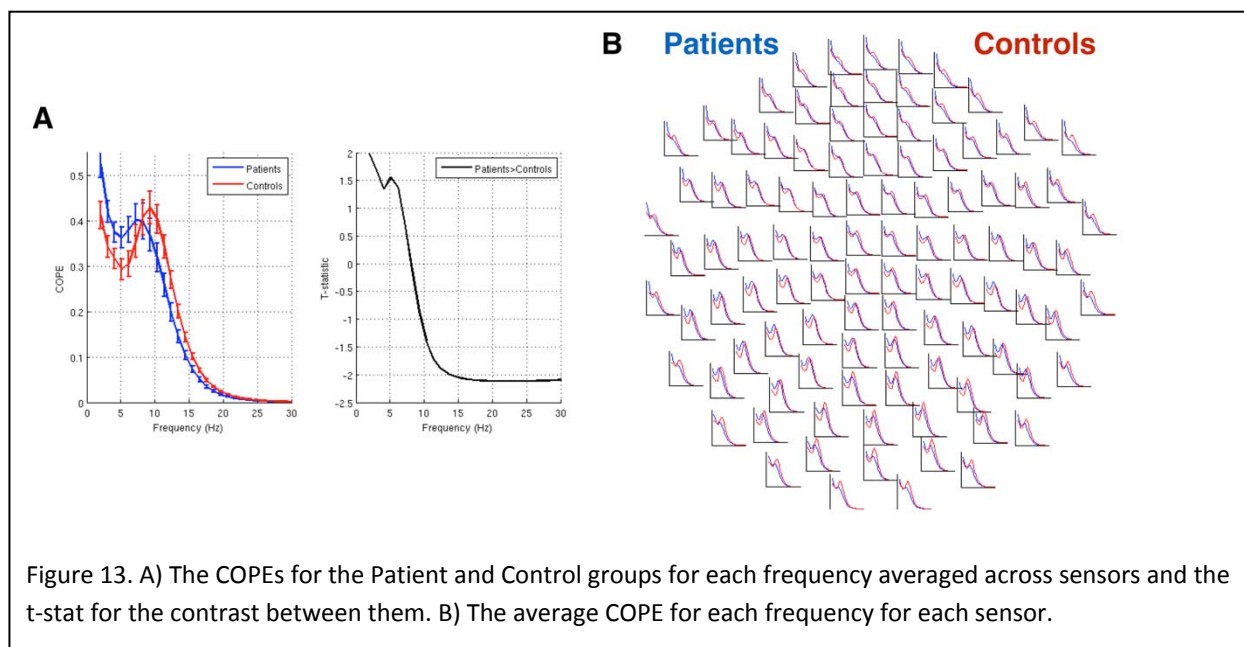 B
Patients
Controls
A
0.5
0.4
0.3
0.2
0.1
0
COPE
Patients
Controls
0
5
10
15
20
25
30
Frequency (Hz)
2
1.5
1
0.5
0
-0.5
-1
-1.5
-2
-2.5
T-statistic
Patients>Controls
0
5
10
15
20
25
30
Frequency (Hz)
Figure 13. A) The COPEs for the Patient and Control groups for each frequency averaged across sensors and the
t-stat for the contrast between them. B) The average COPE for each frequency for each sensor.